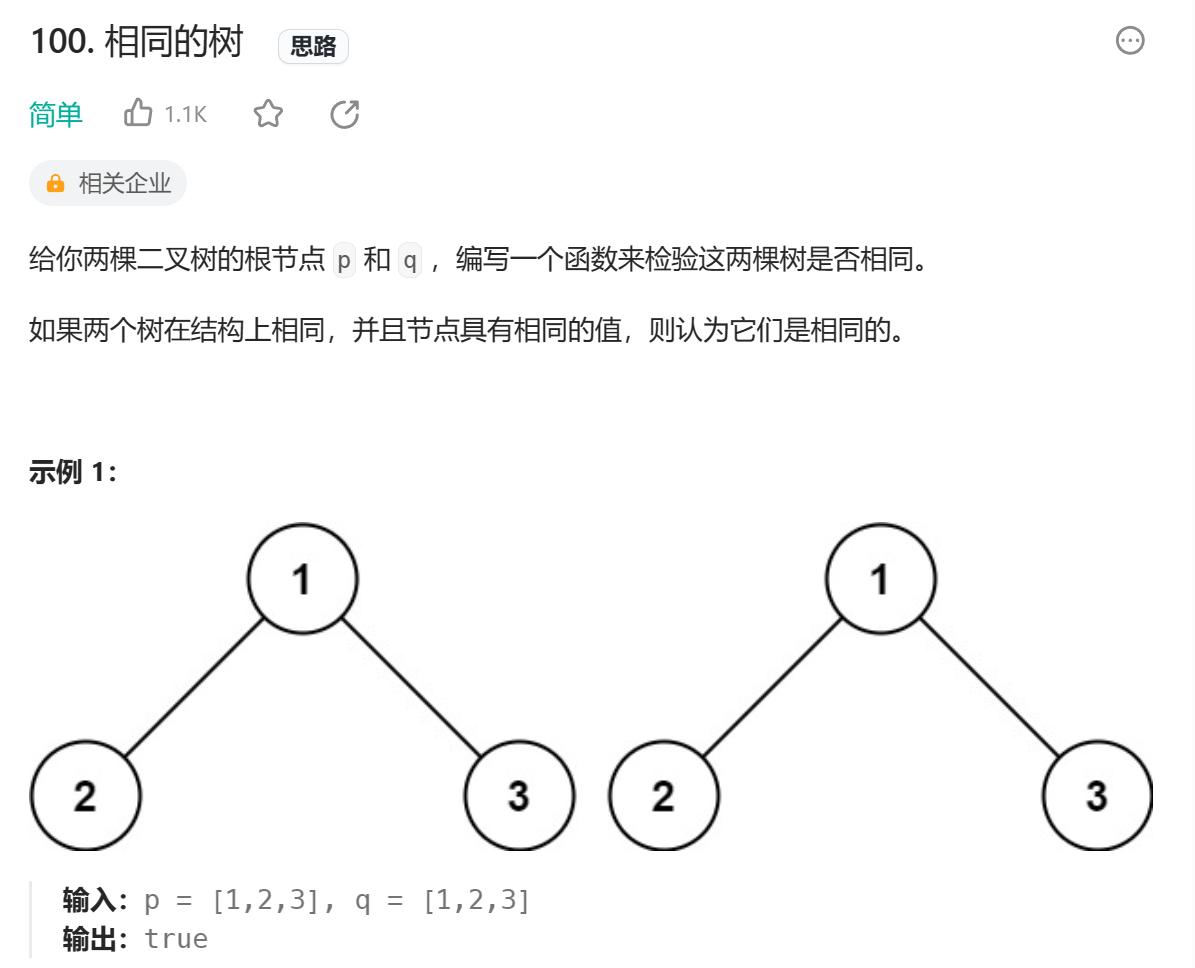 100. 相同的树 思路
简单 1.1K
相关企业
给你两棵二叉树的根节点 p 和 q ，编写一个函数来检验这两棵树是否相同。
如果两个树在结构上相同，并且节点具有相同的值，则认为它们是相同的。
示例 1：
1 1
2 3 2 3
输入：p = [1,2,3], q = [1,2,3]
输出：true